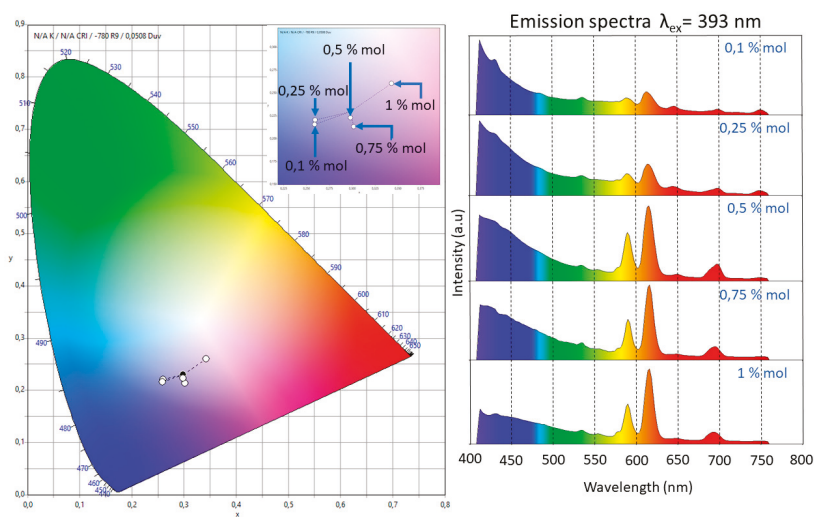 N/A K / N/A CRI / -780 R9 / 0,0508 Duv
0,9
0,8
0,7
0,6
0,5
y
0,4
0,3
0,2
0,1
0,0
0,0 0,1 0,2 0,3 0,4 0,5 0,6 0,7 0,8
x
520
530
540
550
560
570
580
590
600
610
620
630
640
650
510
500
490
480
470
460
450
440
0,5 % mol
0,25 % mol
1 % mol
0,75 % mol
0,1 % mol
Emission spectra λex= 393 nm
0,1 % mol
0,25 % mol
0,5 % mol
0,75 % mol
1 % mol
Intensity (a.u)
400 450 500 550 600 650 700 750 800
Wavelength (nm)